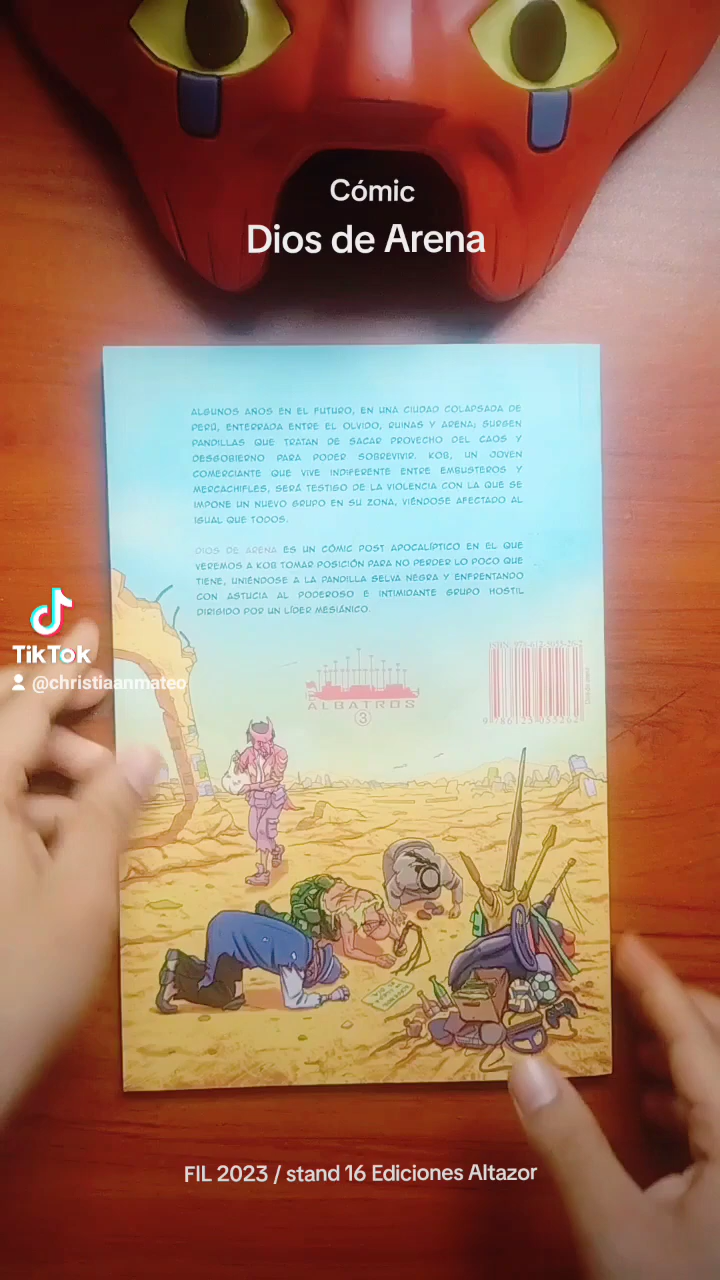 Cómic
Dios de Arena
ALGUNOS AÑOS EN EL FUTURO, EN UNA CIUDAD COLAPSADA DE
PERÚ, ENTERRADA ENTRE EL OLVIDO, RUINAS Y ARENA; SURGEN
PANDILLAS QUE TRATAN DE SACAR PROVECHO DEL CAOS Y
DESGOBIERNO PARA PODER SOBREVIVIR. KOB, UN JOVEN
COMERCIANTE QUE VIVE INDIFERENTE ENTRE EMBUSTEROS Y
MERCACHIFLES, SERÁ TESTIGO DE LA VIOLENCIA CON LA QUE SE
IMPONE UN NUEVO GRUPO EN SU ZONA, VIÉNDOSE AFECTADO AL
IGUAL QUE TODOS.
DIOS DE ARENA ES UN CÓMIC POST APOCALÍPTICO EN EL QUE
VEREMOS A KOB TOMAR POSICIÓN PARA NO PERDER LO POCO QUE
TIENE, UNIÉNDOSE A LA PANDILLA SELVA NEGRA Y ENFRENTANDO
CON ASTUCIA AL PODEROSO E INTIMIDANTE GRUPO HOSTIL
DIRIGIDO POR UN LÍDER MESIÁNICO.
TikTok
@christiaanmateo
ALBATROS
3
FIL 2023 / stand 16 Ediciones Altazor